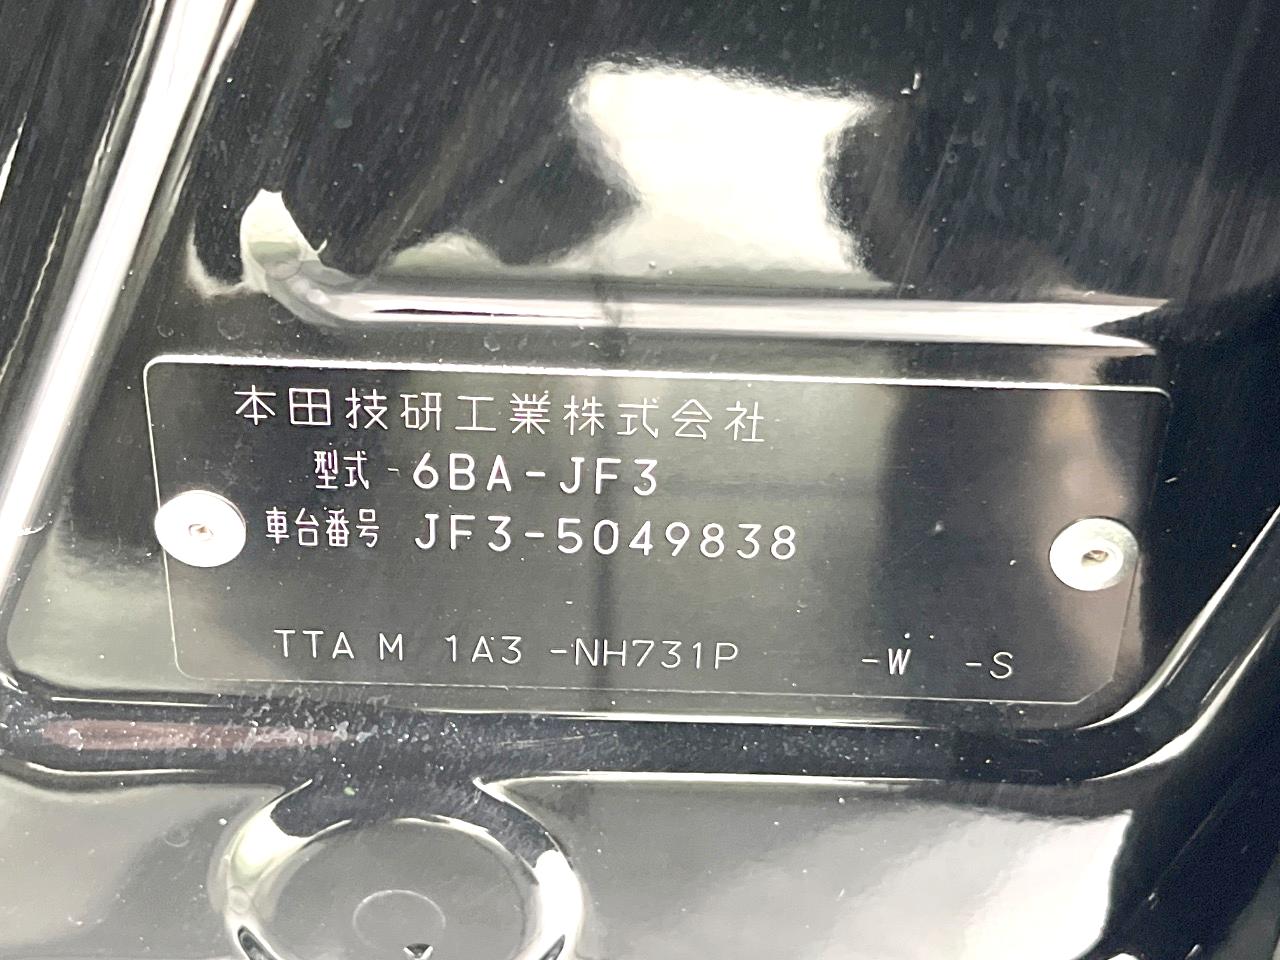 本田技研工業株式会社
型式 - 6BA-JF3
車台番号 JF3-5049838
TTA M 1A3 -NH731P -W -S